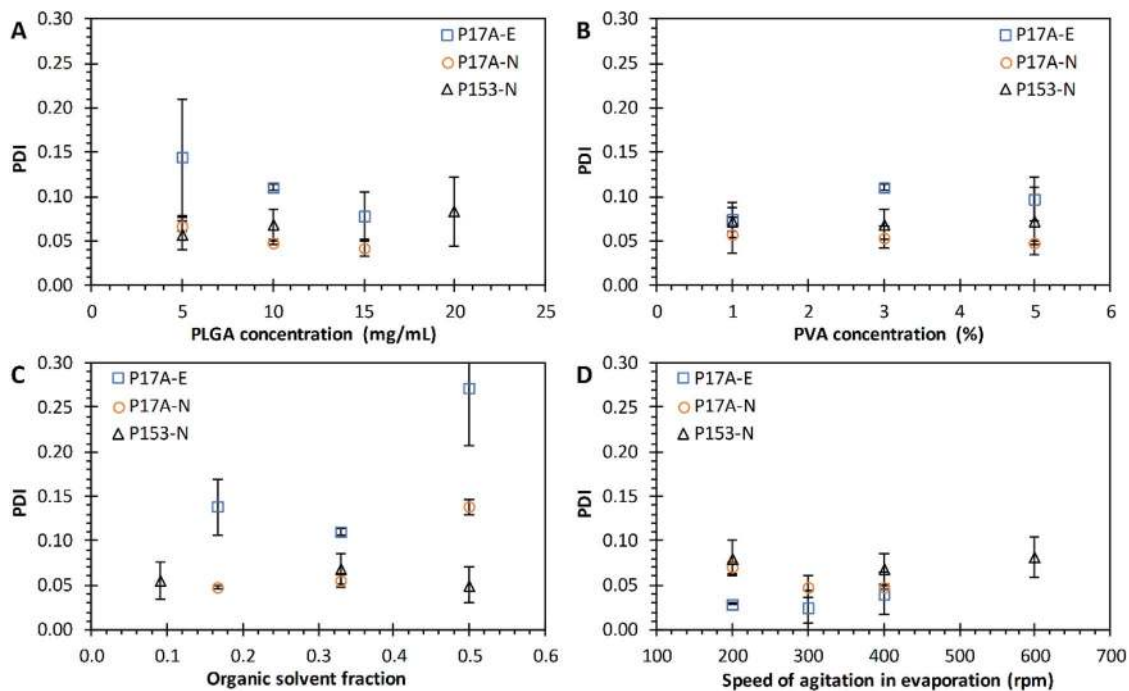 A
0.30
0.25
0.20
0.15
0.10
0.05
0.00
PDI
P17A-E
P17A-N
P153-N
0 5 10 15 20 25
PLGA concentration (mg/mL)
B
0.30
0.25
0.20
0.15
0.10
0.05
0.00
PDI
P17A-E
P17A-N
P153-N
0 1 2 3 4 5 6
PVA concentration (%)
C
0.30
0.25
0.20
0.15
0.10
0.05
0.00
PDI
P17A-E
P17A-N
P153-N
0.0 0.1 0.2 0.3 0.4 0.5 0.6
Organic solvent fraction
D
0.30
0.25
0.20
0.15
0.10
0.05
0.00
PDI
P17A-E
P17A-N
P153-N
100 200 300 400 500 600 700
Speed of agitation in evaporation (rpm)